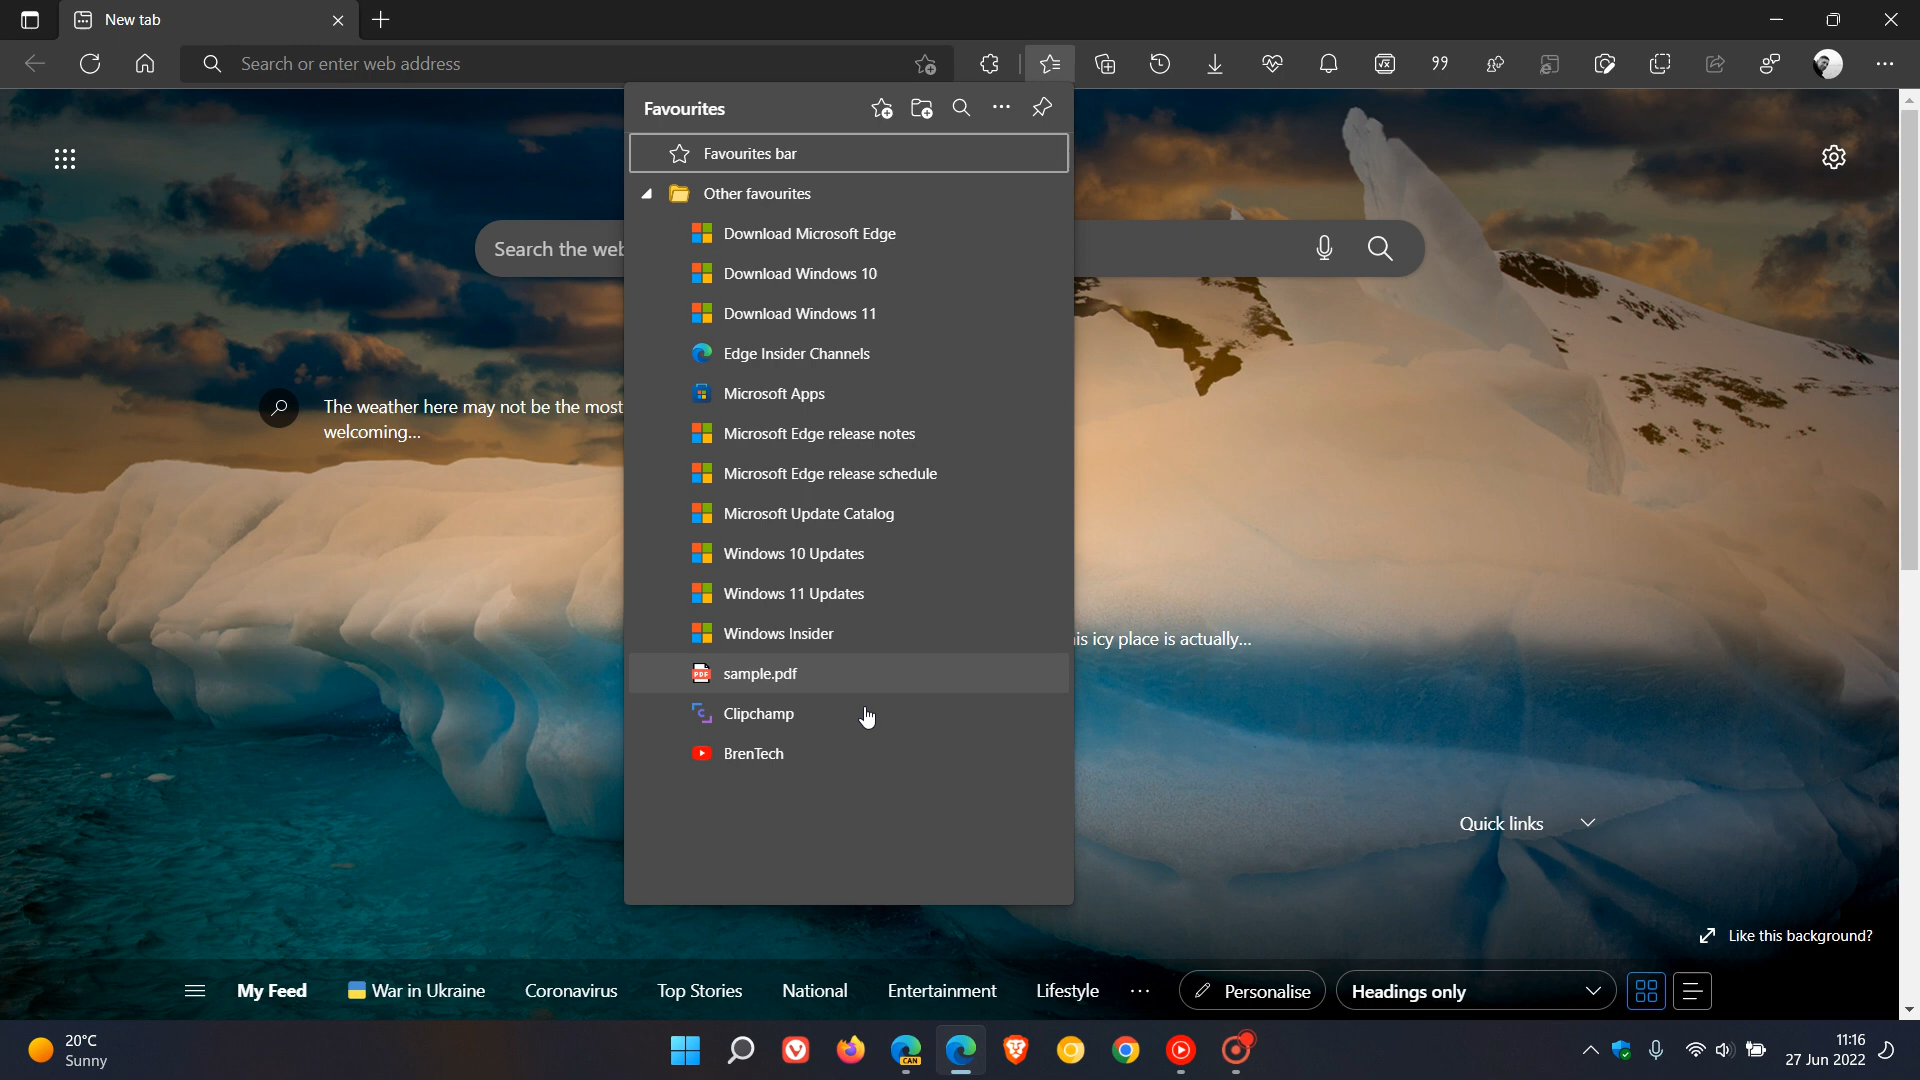 New tab
Search or enter web address
Favourites
Favourites bar
Other favourites
Download Microsoft Edge
Download Windows 10
Download Windows 11
Edge Insider Channels
Microsoft Apps
Microsoft Edge release notes
Microsoft Edge release schedule
Microsoft Update Catalog
Windows 10 Updates
Windows 11 Updates
Windows Insider
PDF sample.pdf
Clipchamp
BrenTech
Search the web
The weather here may not be the most
welcoming...
is icy place is actually...
Quick links
Like this background?
My Feed
War in Ukraine
Coronavirus
Top Stories
National
Entertainment
Lifestyle
Personalise
Headings only
20°C
Sunny
CAN
11:16
27 Jun 2022